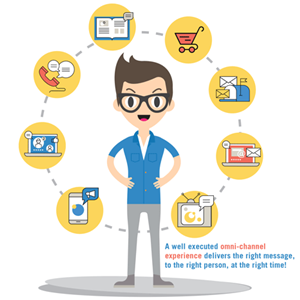 A well executed omni-channel
experience delivers the right message,
to the right person, at the right time!